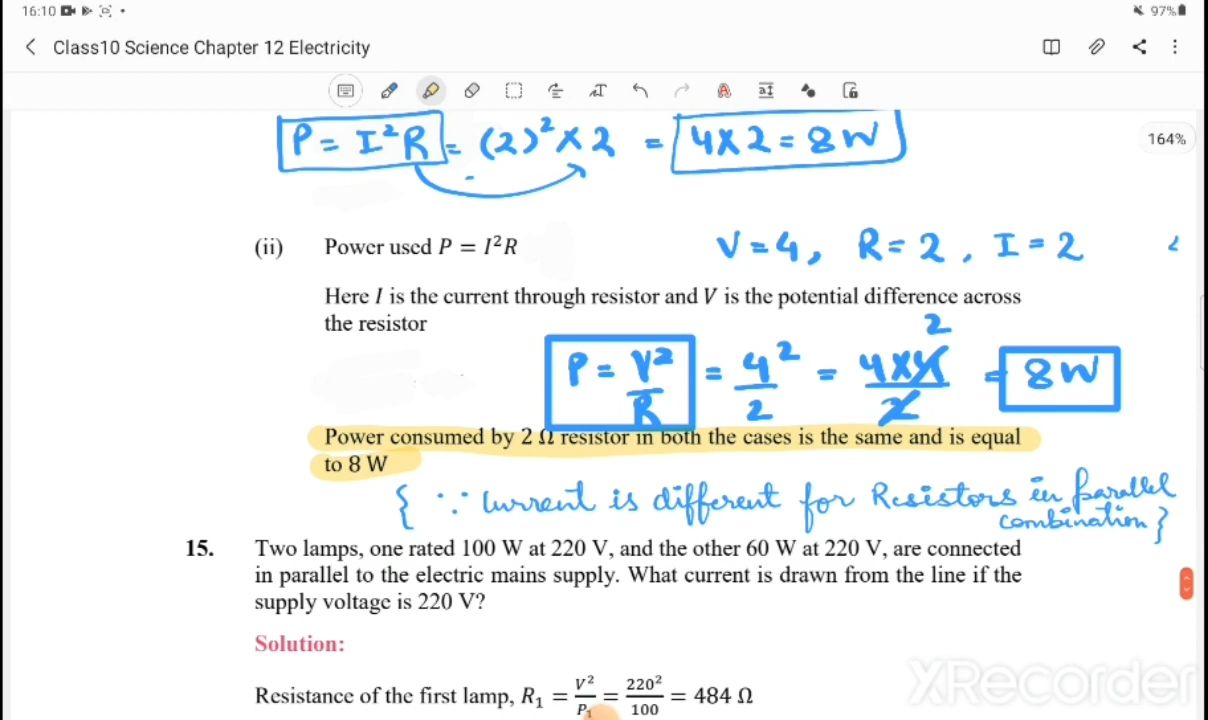 16:10
97%
Class10 Science Chapter 12 Electricity
164%
P = I²R = (2)² × 2 = 4 × 2 = 8 W
(ii) Power used P = I²R
V = 4, R = 2, I = 2
Here I is the current through resistor and V is the potential difference across
the resistor
P = V²/R = 4²/2 = 4×4/2 2 = 8 W
Power consumed by 2 Ω resistor in both the cases is the same and is equal
to 8 W
{ ∵ Current is different for Resistors in parallel
combination }
15. Two lamps, one rated 100 W at 220 V, and the other 60 W at 220 V, are connected
in parallel to the electric mains supply. What current is drawn from the line if the
supply voltage is 220 V?
Solution:
Resistance of the first lamp, R₁ = V²/P₁ = 220²/100 = 484 Ω
XRecorder